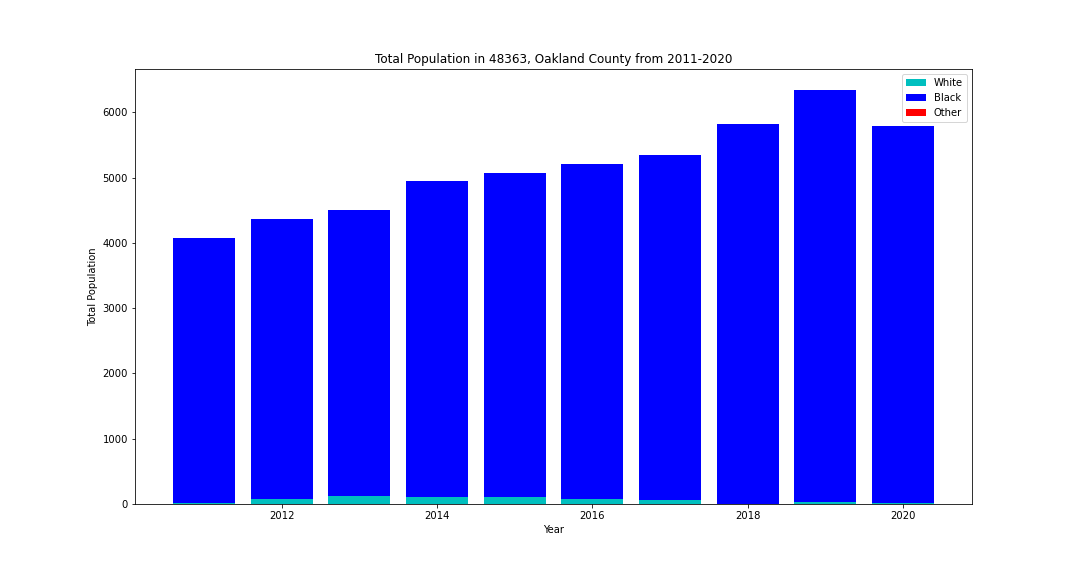 Total Population in 48363, Oakland County from 2011-2020
White
Black
Other
Total Population
6000
5000
4000
3000
2000
1000
0
2012
2014
2016
2018
2020
Year